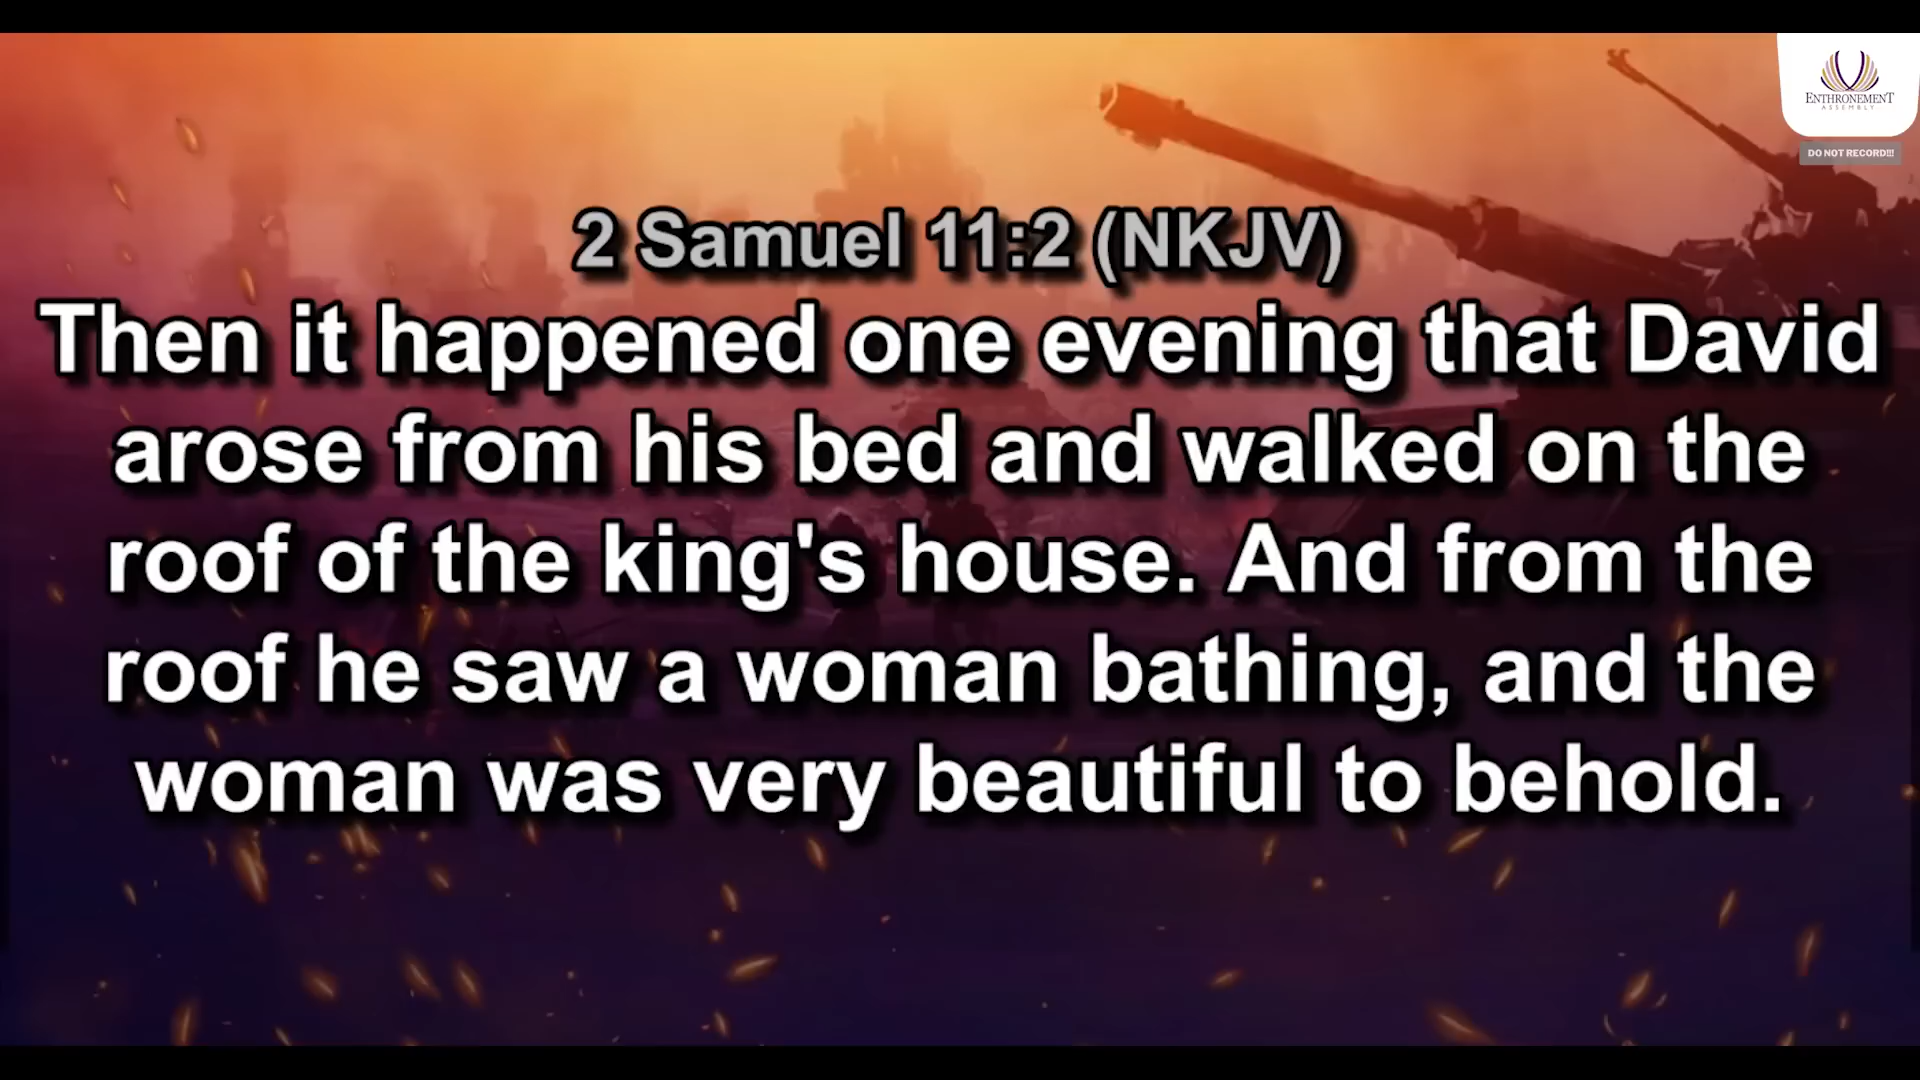 ENTHRONEMENT
ASSEMBLY
DO NOT RECORD!!!
2 Samuel 11:2 (NKJV)
Then it happened one evening that David
arose from his bed and walked on the
roof of the king's house. And from the
roof he saw a woman bathing, and the
woman was very beautiful to behold.